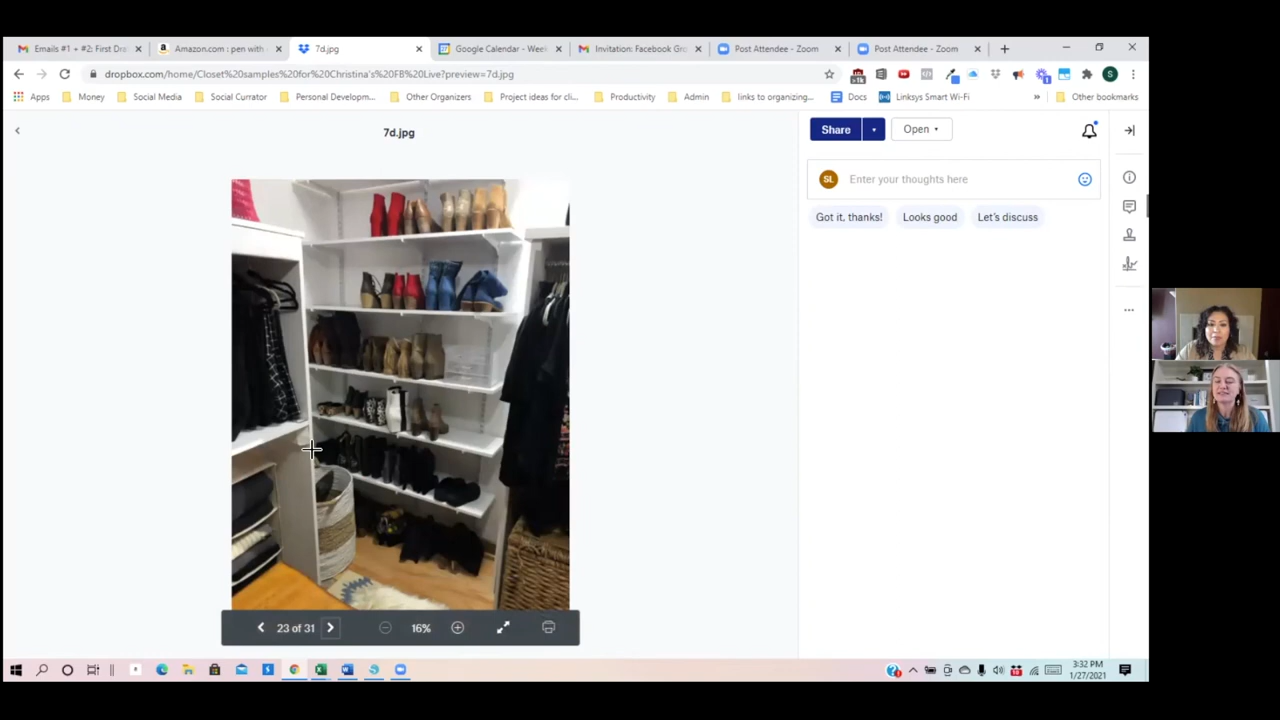 Emails #1 + #2: First Dra
Amazon.com : pen with
7d.jpg
Google Calendar - Week
Invitation: Facebook Gro
Post Attendee - Zoom
Post Attendee - Zoom
dropbox.com/home/Closet%20samples%20for%20Christina's%20FB%20Live?preview=7d.jpg
Apps
Money
Social Media
Social Currator
Personal Developm...
Other Organizers
Project ideas for cli...
Productivity
Admin
links to organizing...
Docs
Linksys Smart Wi-Fi
Other bookmarks
7d.jpg
Share
Open
SL
Enter your thoughts here
Got it, thanks!
Looks good
Let's discuss
23 of 31
16%
3:32 PM
1/27/2021